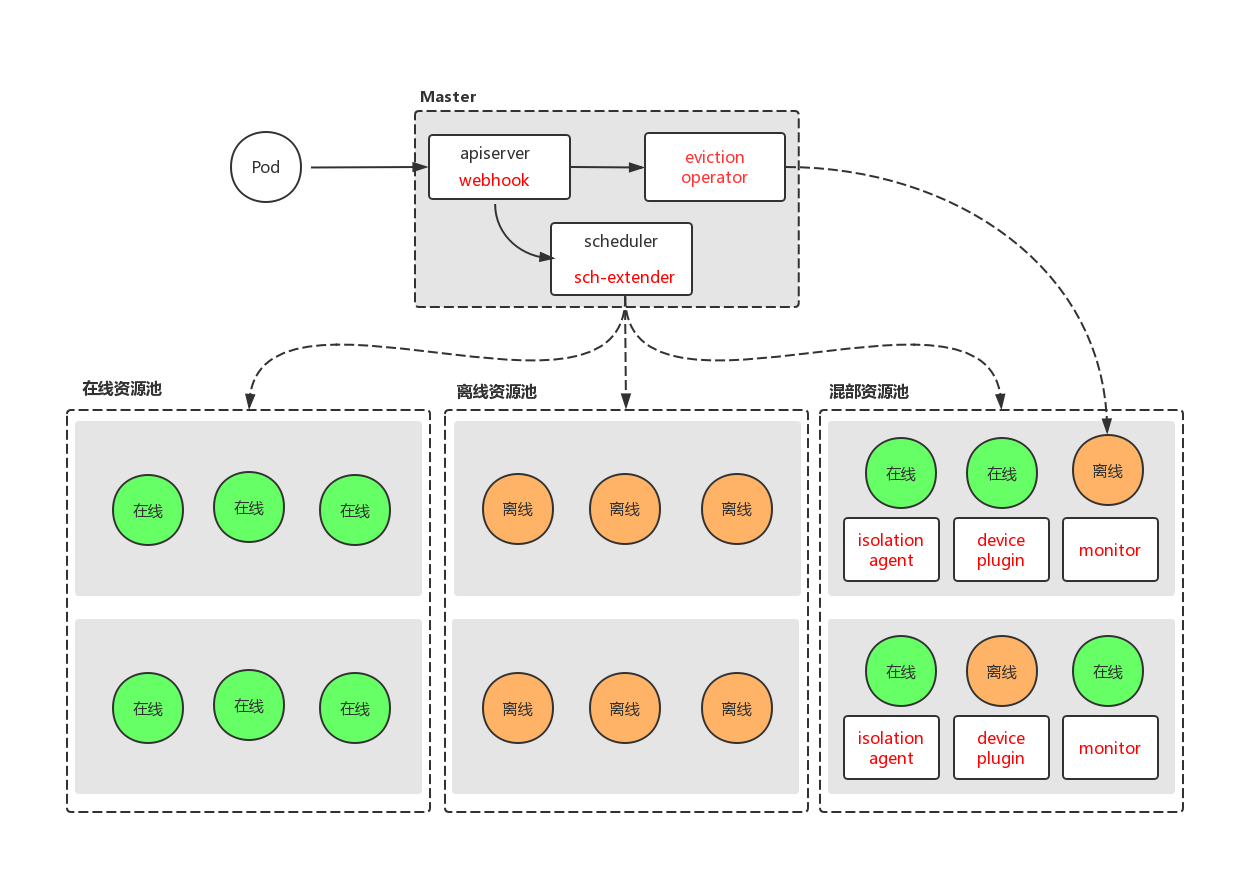 Master
Pod
apiserver
webhook
eviction
operator
scheduler
sch-extender
在线资源池
离线资源池
混部资源池
在线
在线
在线
离线
离线
离线
在线
在线
离线
isolation
agent
device
plugin
monitor
在线
在线
在线
离线
离线
离线
在线
离线
在线
isolation
agent
device
plugin
monitor